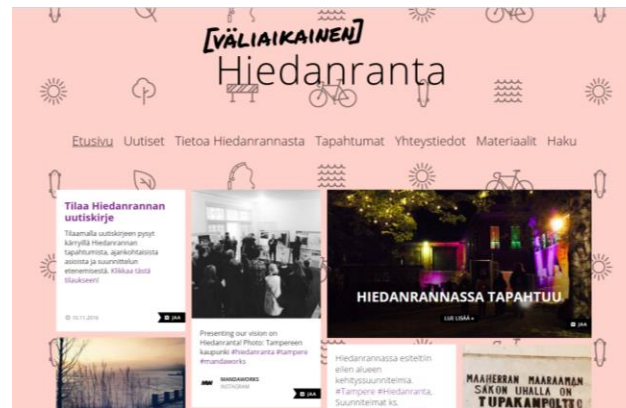 [VÄLIAIKAINEN]
Hiedanranta
Etusivu Uutiset Tietoa Hiedanrannasta Tapahtumat Yhteystiedot Materiaalit Haku
Tilaa Hiedanrannan
uutiskirje
Tilaamalla uutiskirjeen pysyt
kärryillä Hiedanrannan
tapahtumista, ajankohtaisista
asioista ja suunnittelun
etenemisestä. Klikkaa tästä
tilaukseen!
10.11.2016
JAA
Presenting our vision on
Hiedanranta! Photo: Tampereen
kaupunki #hiedanranta #tampere
#mandaworks
MANDAWORKS
INSTAGRAM
JAA
HIEDANRANNASSA TAPAHTUU
LUE LISÄÄ »
JAA
Hiedanrannassa esiteltiin
eilen alueen
kehityssuunnitelmia.
#Tampere #Hiedanranta,
Suunnitelmat ks.
MAAHERRAN MÄÄRÄÄMÄN
SAKON UHALLA ON
TUPAKANPOLTTO